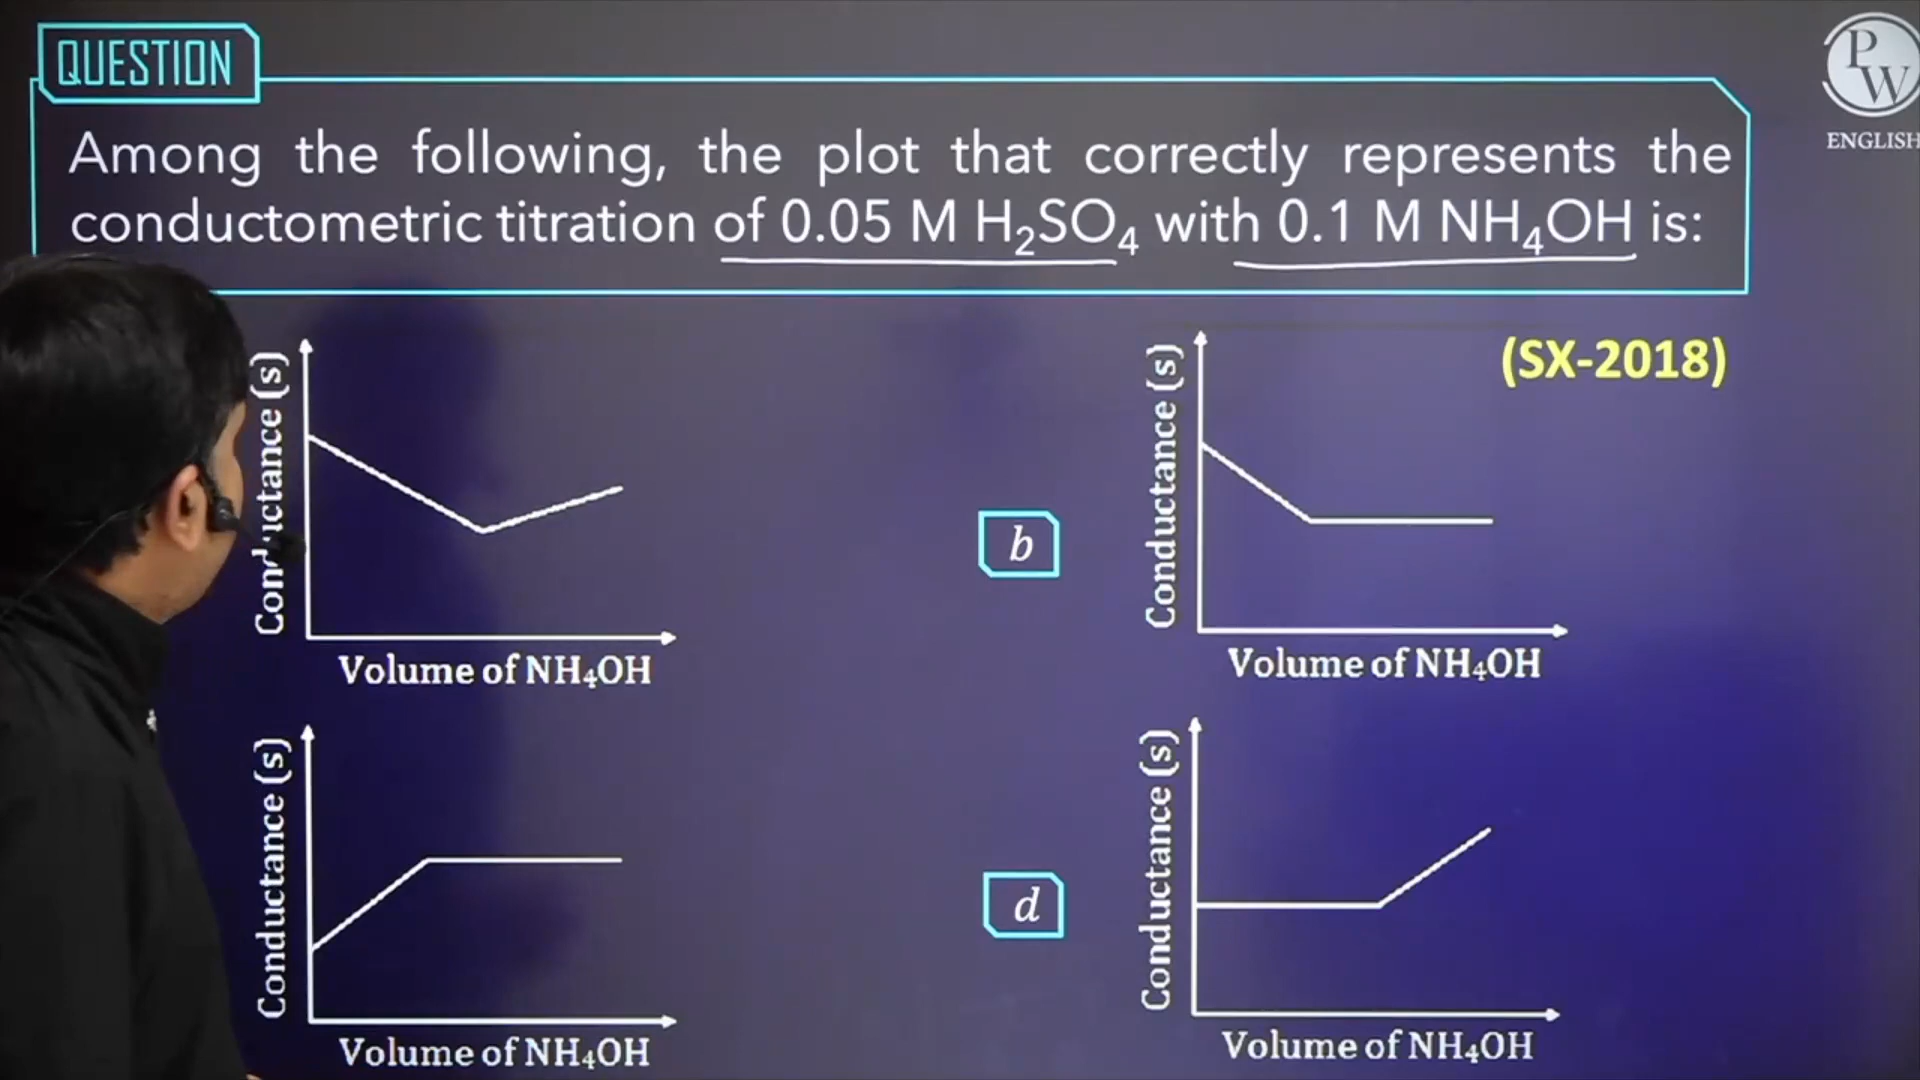 QUESTION
PW
ENGLISH
Among the following, the plot that correctly represents the
conductometric titration of 0.05 M H₂SO₄ with 0.1 M NH₄OH is:
(SX-2018)
Conductance (s)
Volume of NH₄OH
b
Conductance (s)
Volume of NH₄OH
Conductance (s)
Volume of NH₄OH
d
Conductance (s)
Volume of NH₄OH